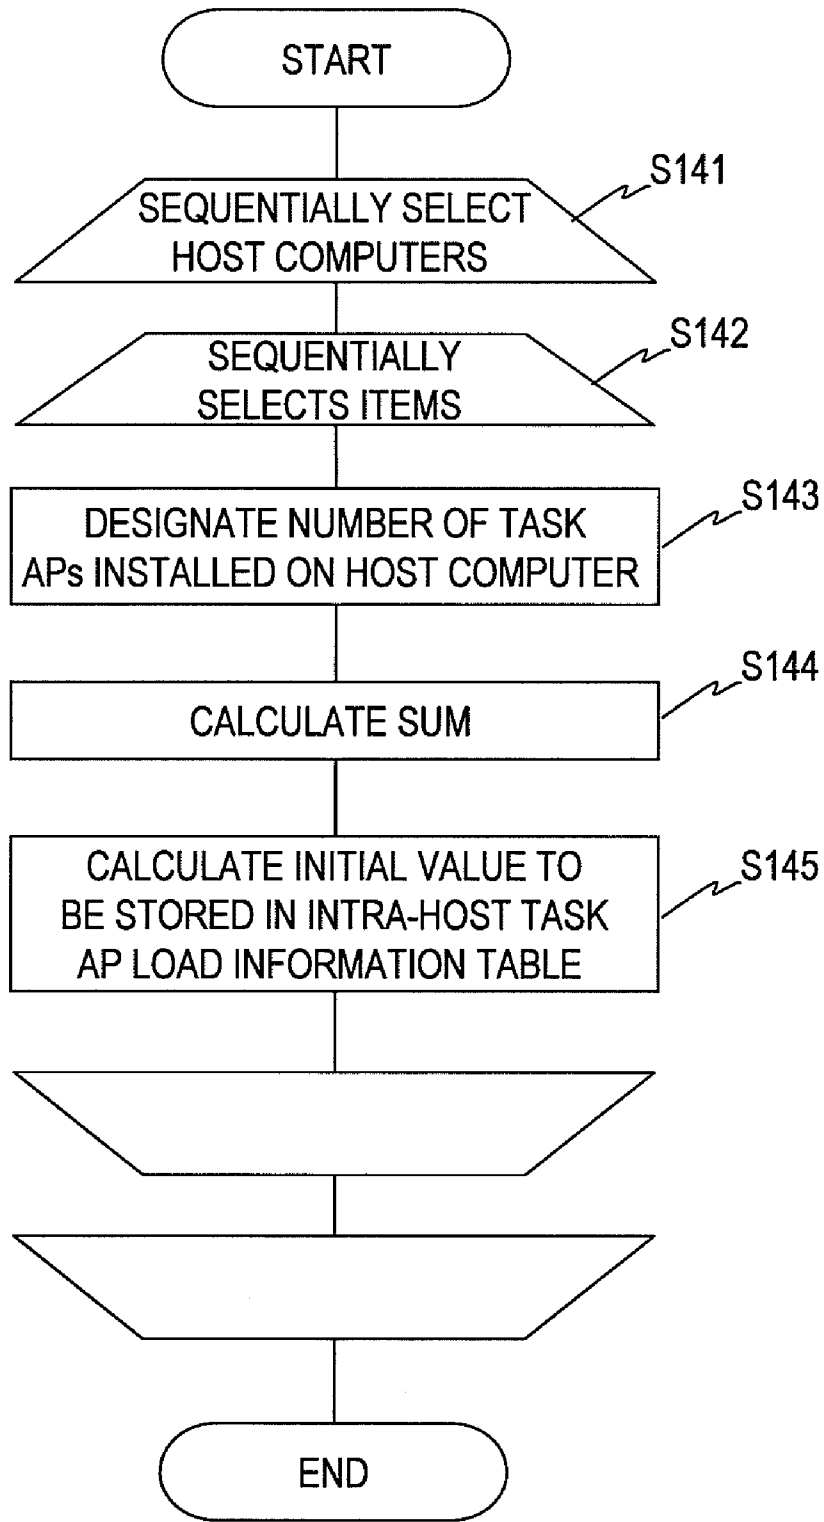 START
S141
SEQUENTIALLY SELECT
HOST COMPUTERS
S142
SEQUENTIALLY
SELECTS ITEMS
S143
DESIGNATE NUMBER OF TASK
APs INSTALLED ON HOST COMPUTER
S144
CALCULATE SUM
S145
CALCULATE INITIAL VALUE TO
BE STORED IN INTRA-HOST TASK
AP LOAD INFORMATION TABLE
END